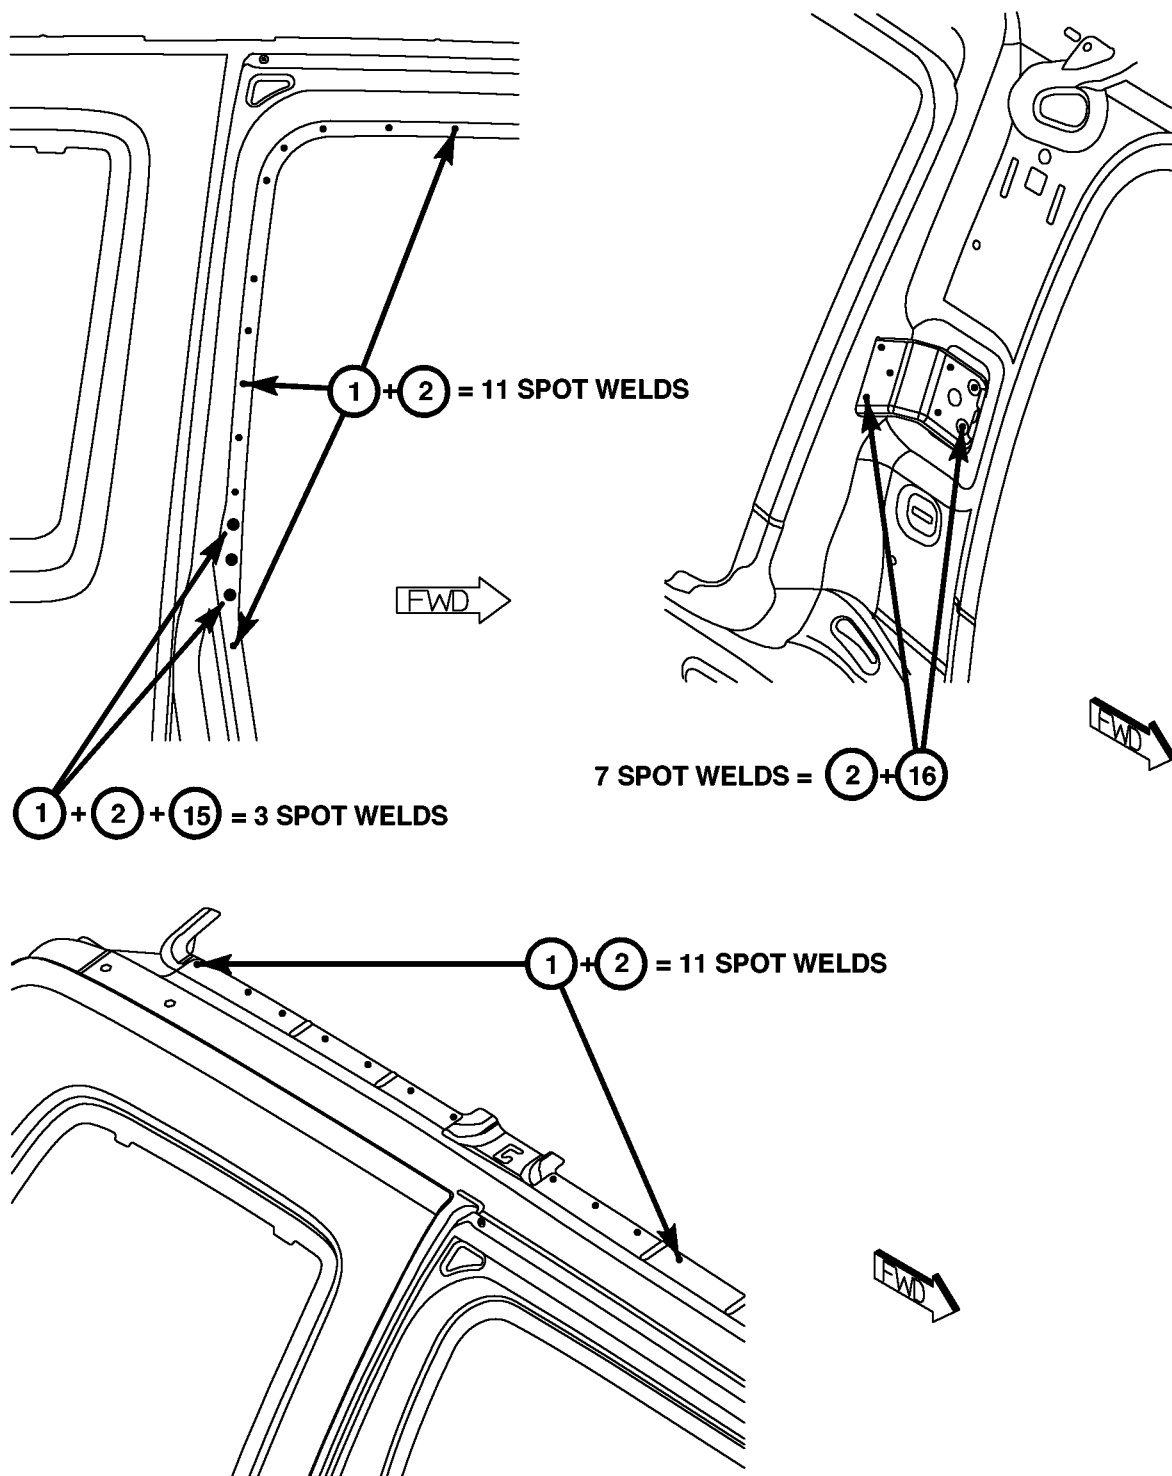 1 + 2 = 11 SPOT WELDS
FWD
FWD
7 SPOT WELDS = 2 + 16
1 + 2 + 15 = 3 SPOT WELDS
1 + 2 = 11 SPOT WELDS
FWD